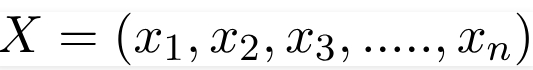 X = (x₁, x₂, x₃, ....., xₙ)